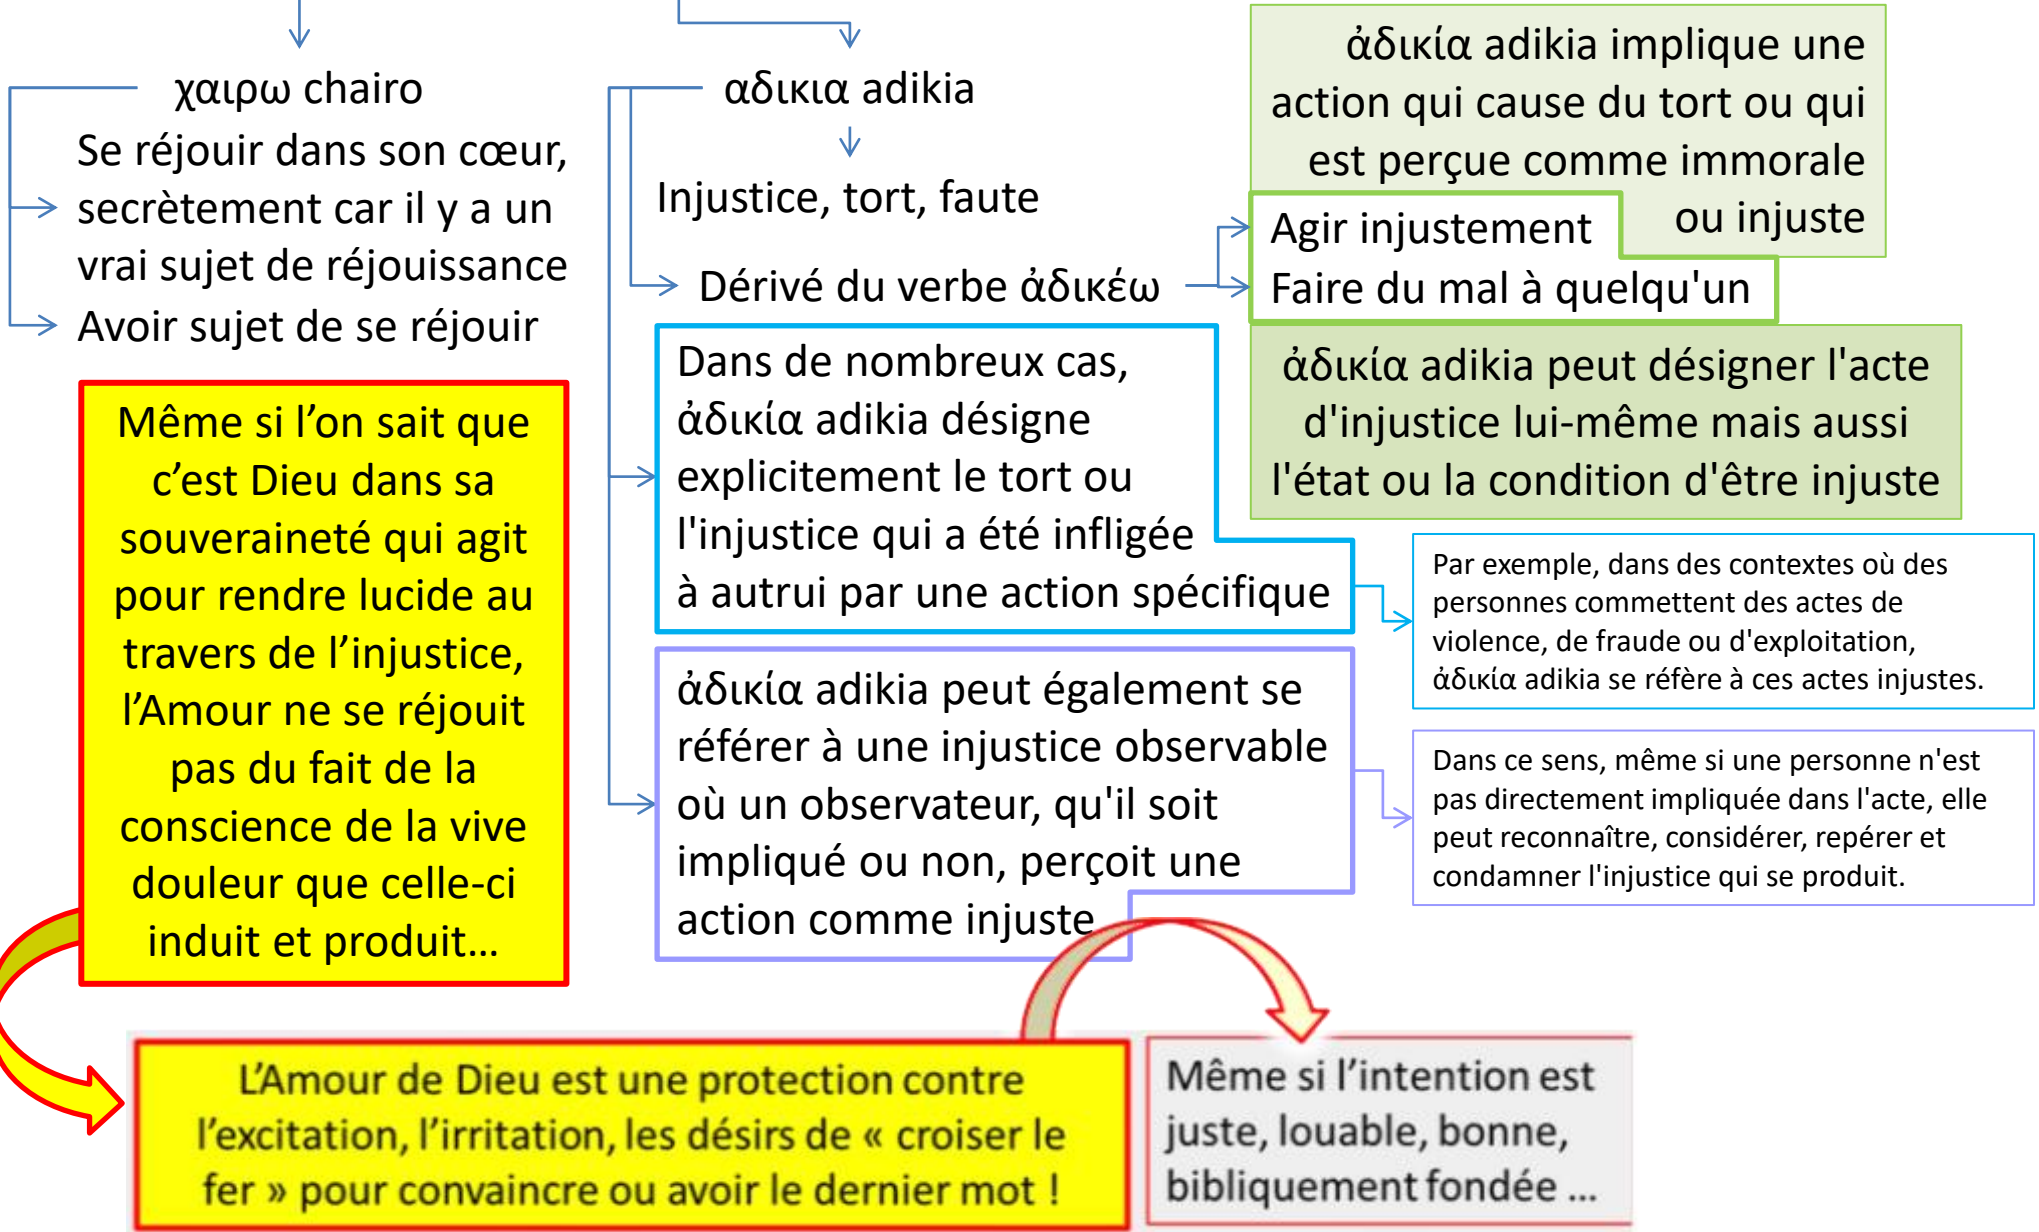 χαιρω chairo
Se réjouir dans son cœur,
secrètement car il y a un
vrai sujet de réjouissance
Avoir sujet de se réjouir
Même si l’on sait que
c’est Dieu dans sa
souveraineté qui agit
pour rendre lucide au
travers de l’injustice,
l’Amour ne se réjouit
pas du fait de la
conscience de la vive
douleur que celle-ci
induit et produit…
αδικια adikia
Injustice, tort, faute
Dérivé du verbe ἀδικέω
ἀδικία adikia implique une
action qui cause du tort ou qui
est perçue comme immorale
ou injuste
Agir injustement
Faire du mal à quelqu'un
ἀδικία adikia peut désigner l'acte
d'injustice lui-même mais aussi
l'état ou la condition d'être injuste
Dans de nombreux cas,
ἀδικία adikia désigne
explicitement le tort ou
l'injustice qui a été infligée
à autrui par une action spécifique
Par exemple, dans des contextes où des
personnes commettent des actes de
violence, de fraude ou d'exploitation,
ἀδικία adikia se réfère à ces actes injustes.
ἀδικία adikia peut également se
référer à une injustice observable
où un observateur, qu'il soit
impliqué ou non, perçoit une
action comme injuste
Dans ce sens, même si une personne n'est
pas directement impliquée dans l'acte, elle
peut reconnaître, considérer, repérer et
condamner l'injustice qui se produit.
L’Amour de Dieu est une protection contre
l’excitation, l’irritation, les désirs de « croiser le
fer » pour convaincre ou avoir le dernier mot !
Même si l’intention est
juste, louable, bonne,
bibliquement fondée …